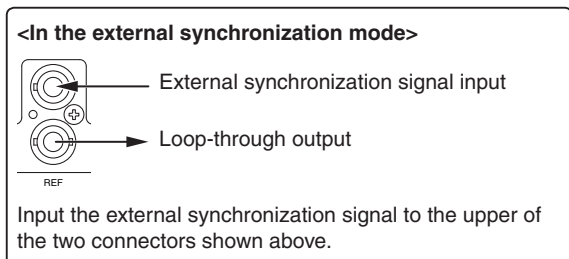 <In the external synchronization mode>
External synchronization signal input
Loop-through output
REF
Input the external synchronization signal to the upper of
the two connectors shown above.